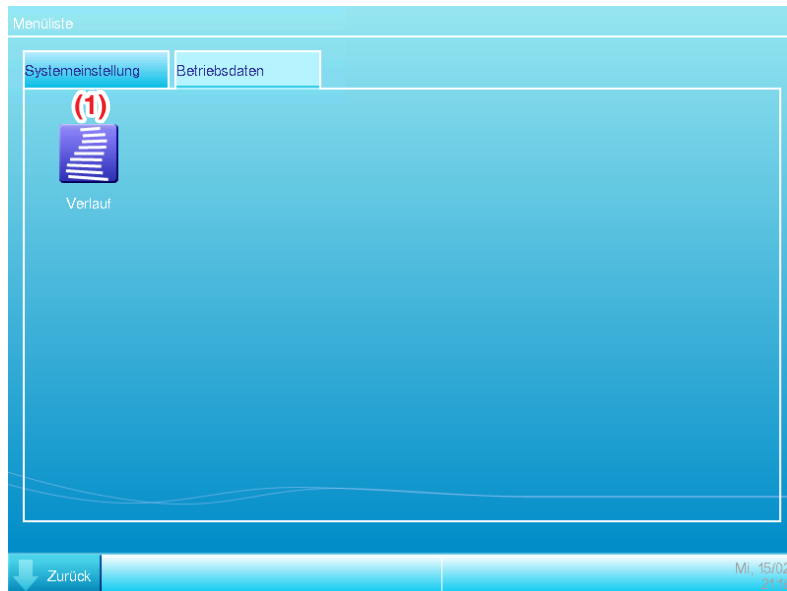 Menüliste
Systemeinstellung
Betriebsdaten
(1)
Verlauf
Zurück
Mi, 15/02